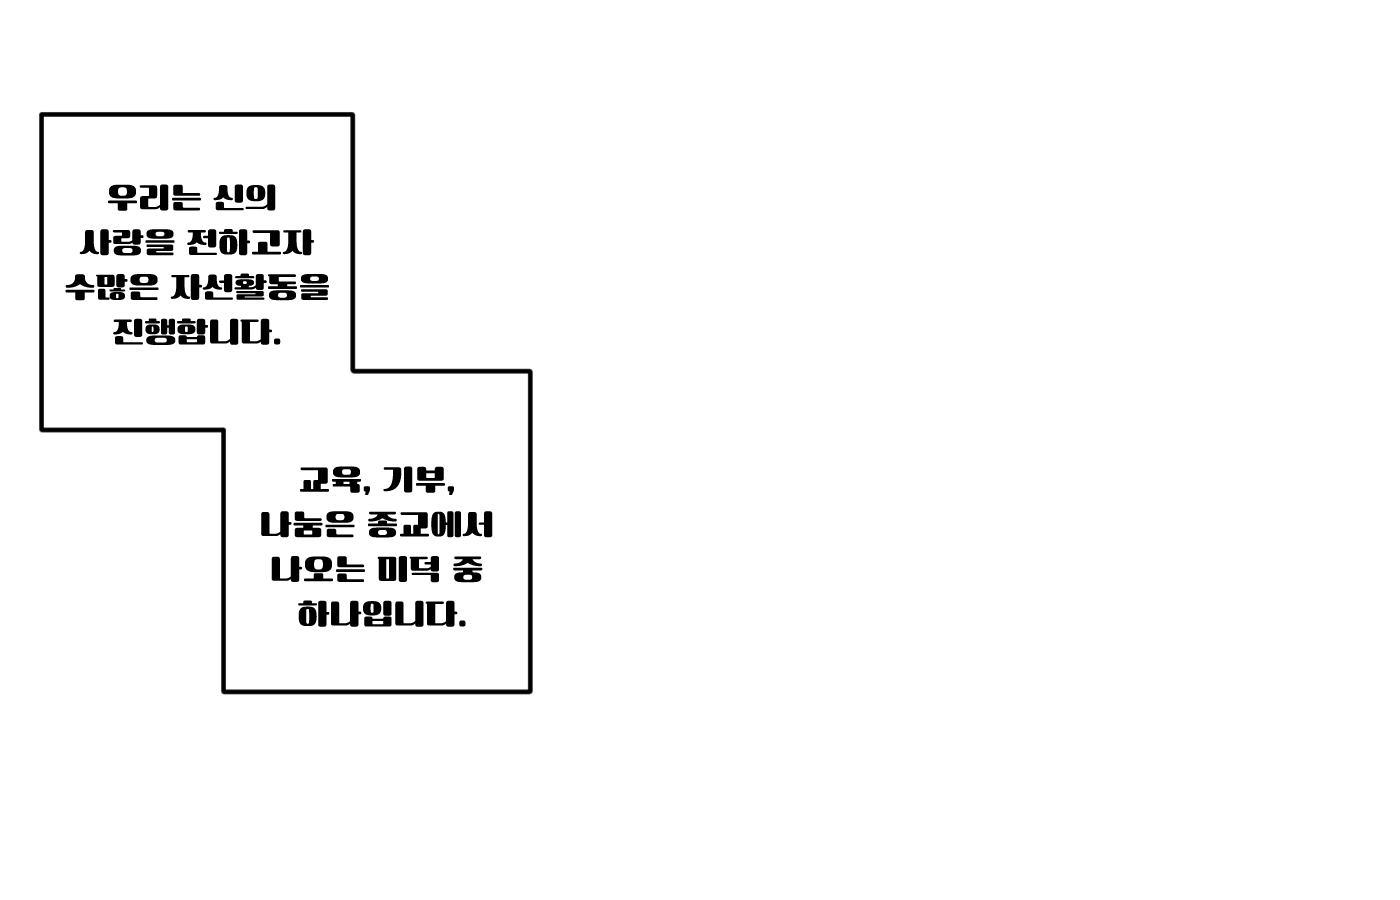 우리는 신의
사랑을 전하고자
수많은 자선활동을
진행합니다.
교육, 기부,
나눔은 종교에서
나오는 미덕 중
하나입니다.